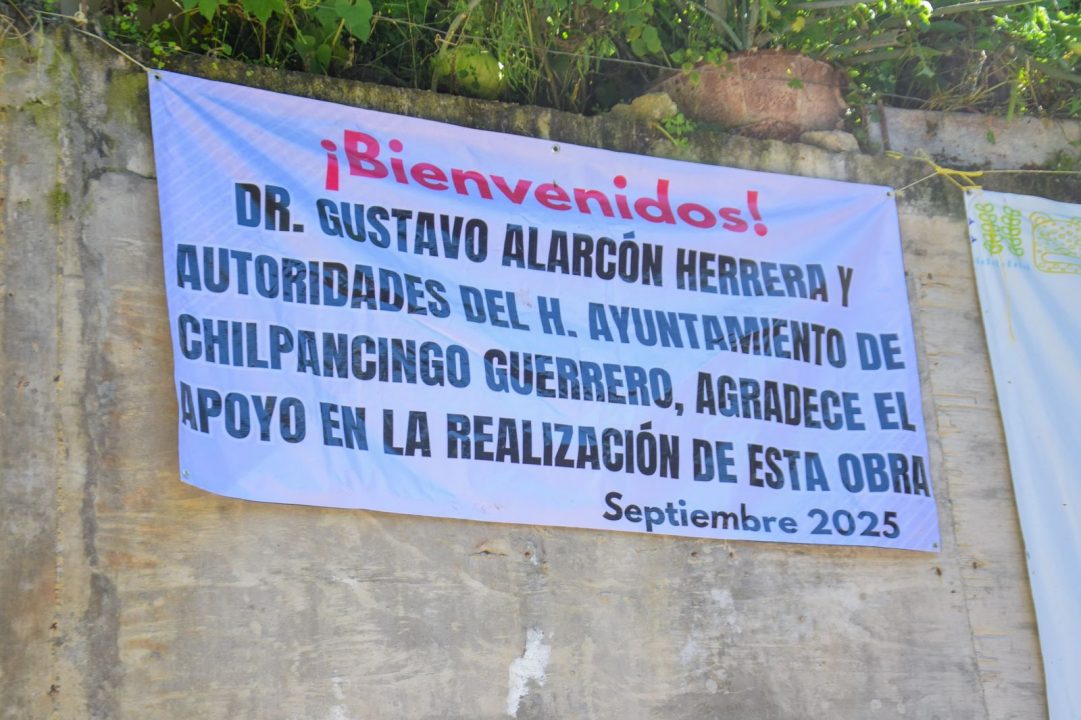 ¡Bienvenidos!
DR. GUSTAVO ALARCÓN HERRERA Y
AUTORIDADES DEL H. AYUNTAMIENTO DE
CHILPANCINGO GUERRERO, AGRADECE EL
APOYO EN LA REALIZACIÓN DE ESTA OBRA
Septiembre 2025